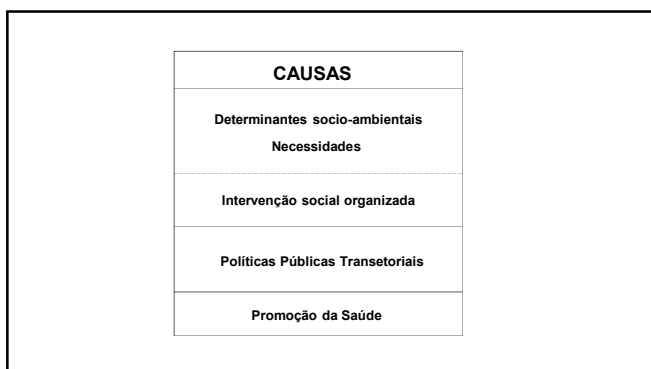 CAUSAS
Determinantes socio-ambientais
Necessidades
Intervenção social organizada
Políticas Públicas Transetoriais
Promoção da Saúde